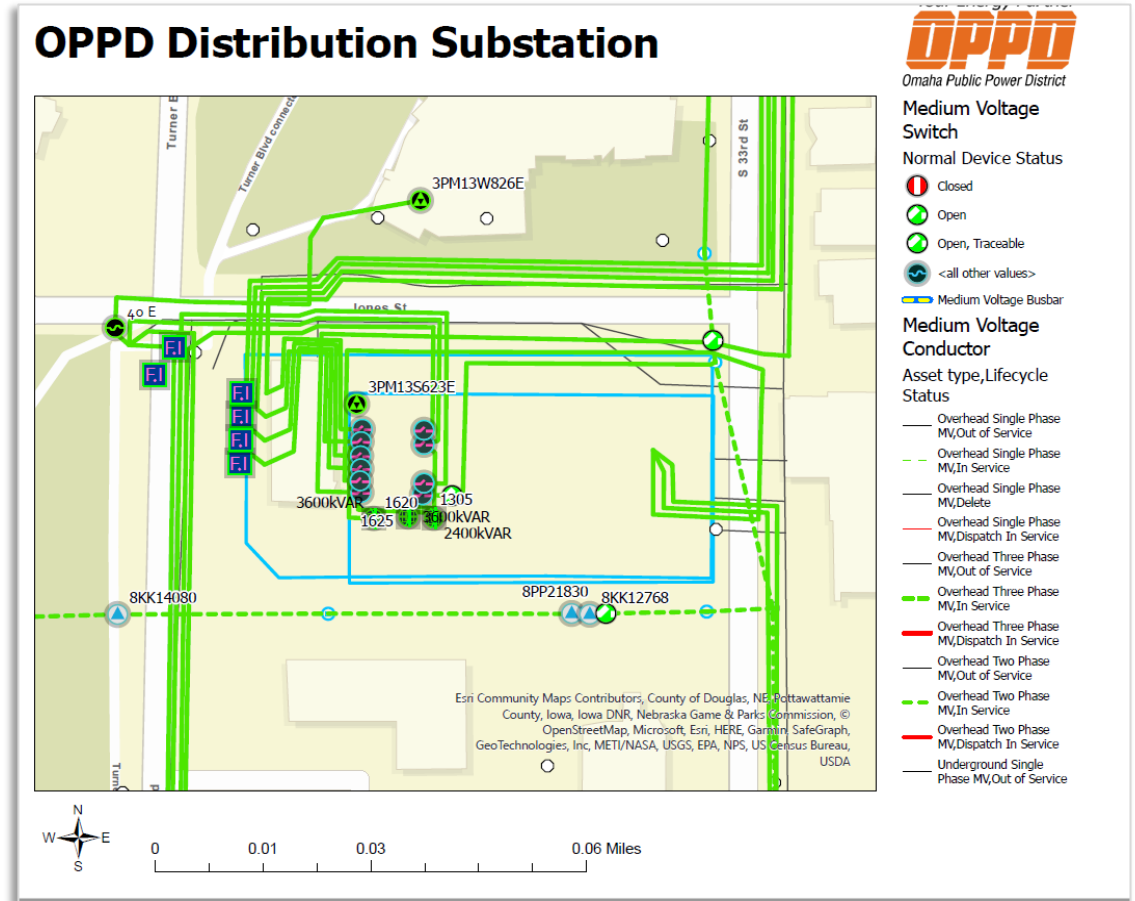 OPPD Distribution Substation
Your Energy Partner
OPPD
Omaha Public Power District
Medium Voltage
Switch
Normal Device Status
Closed
Open
Open, Traceable
<all other values>
Medium Voltage Busbar
Medium Voltage
Conductor
Asset type,Lifecycle
Status
Overhead Single Phase
MV,Out of Service
Overhead Single Phase
MV,In Service
Overhead Single Phase
MV,Delete
Overhead Single Phase
MV,Dispatch In Service
Overhead Three Phase
MV,Out of Service
Overhead Three Phase
MV,In Service
Overhead Three Phase
MV,Dispatch In Service
Overhead Two Phase
MV,Out of Service
Overhead Two Phase
MV,In Service
Overhead Two Phase
MV,Dispatch In Service
Underground Single
Phase MV,Out of Service
Turner B
Turner Blvd connecto
S 33rd St
3PM13W826E
Jones St
40 E
F.I
F.I
F.I
F.I
F.I
F.I
3PM13S623E
3600kVAR
1620
1305
1625
3600kVAR
2400kVAR
8KK14080
8PP21830
8KK12768
Turne
Esri Community Maps Contributors, County of Douglas, NE, Pottawattamie
County, Iowa, Iowa DNR, Nebraska Game & Parks Commission, ©
OpenStreetMap, Microsoft, Esri, HERE, Garmin, SafeGraph,
GeoTechnologies, Inc, METI/NASA, USGS, EPA, NPS, US Census Bureau,
USDA
N
W
E
S
0
0.01
0.03
0.06 Miles